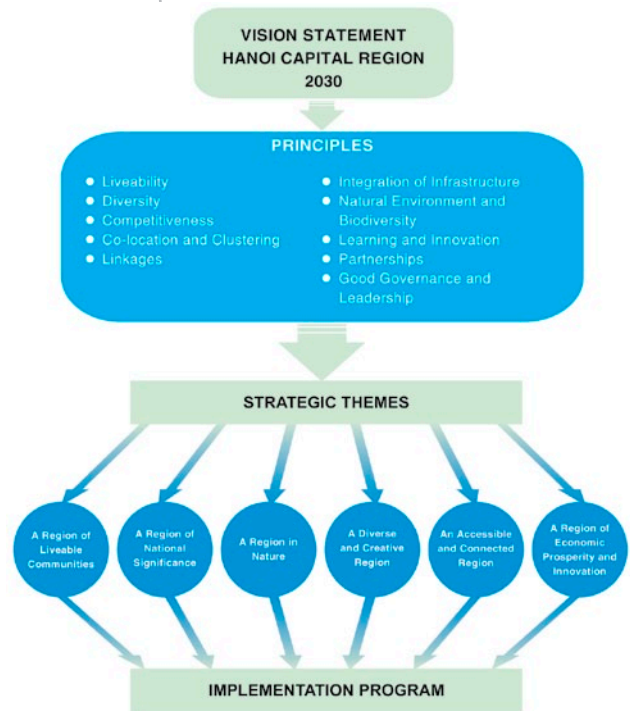 VISION STATEMENT
HANOI CAPITAL REGION
2030
PRINCIPLES
Liveability
Diversity
Competitiveness
Co-location and Clustering
Linkages
Integration of Infrastructure
Natural Environment and
Biodiversity
Learning and Innovation
Partnerships
Good Governance and
Leadership
STRATEGIC THEMES
A Region of
Liveable
Communities
A Region of
National
Significance
A Region in
Nature
A Diverse
and Creative
Region
An Accessible
and Connected
Region
A Region of
Economic
Prosperity and
Innovation
IMPLEMENTATION PROGRAM